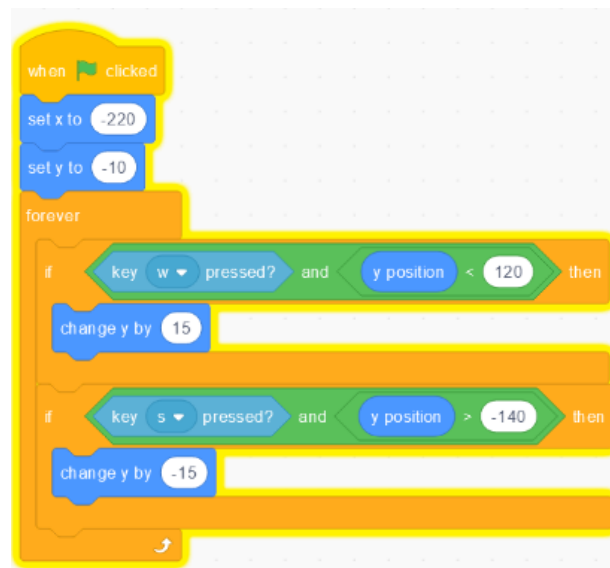 when clicked
set x to -220
set y to -10
forever
if key w pressed? and y position < 120 then
change y by 15
if key s pressed? and y position > -140 then
change y by -15